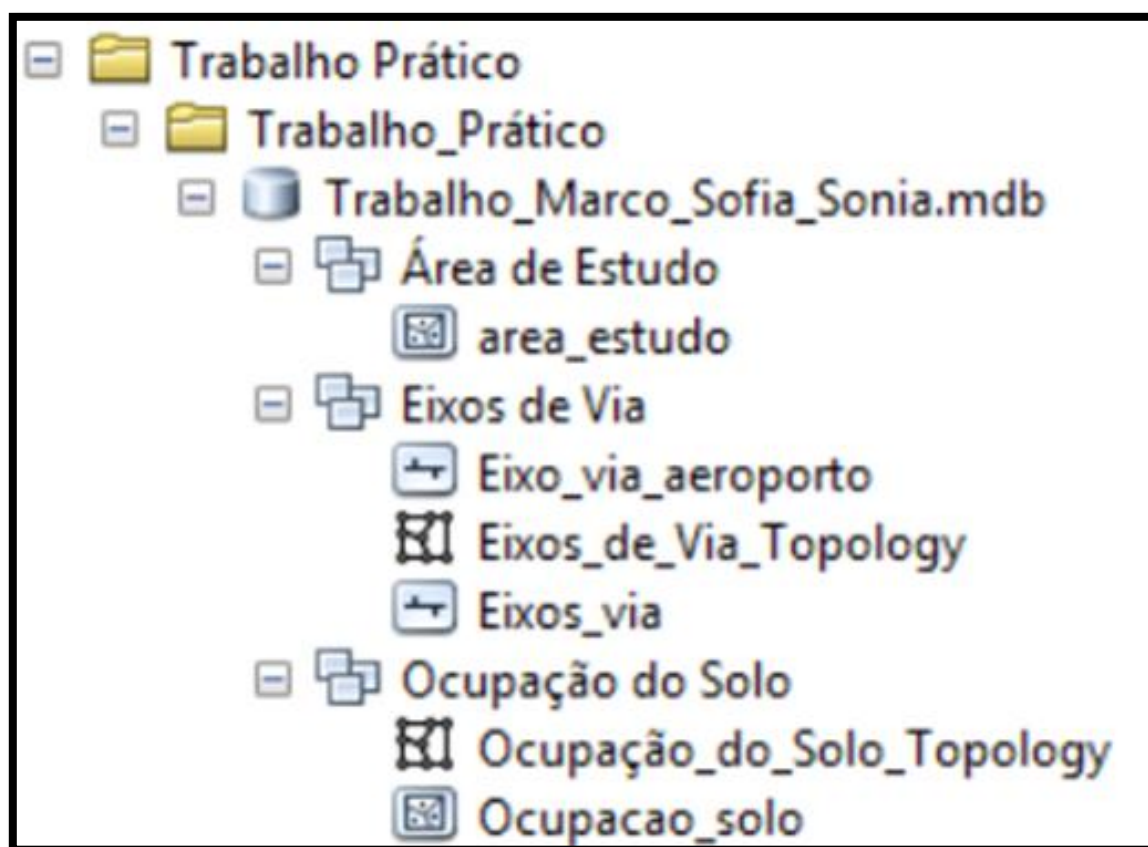 Trabalho Prático
Trabalho_Prático
Trabalho_Marco_Sofia_Sonia.mdb
Área de Estudo
area_estudo
Eixos de Via
Eixo_via_aeroporto
Eixos_de_Via_Topology
Eixos_via
Ocupação do Solo
Ocupação_do_Solo_Topology
Ocupacao_solo